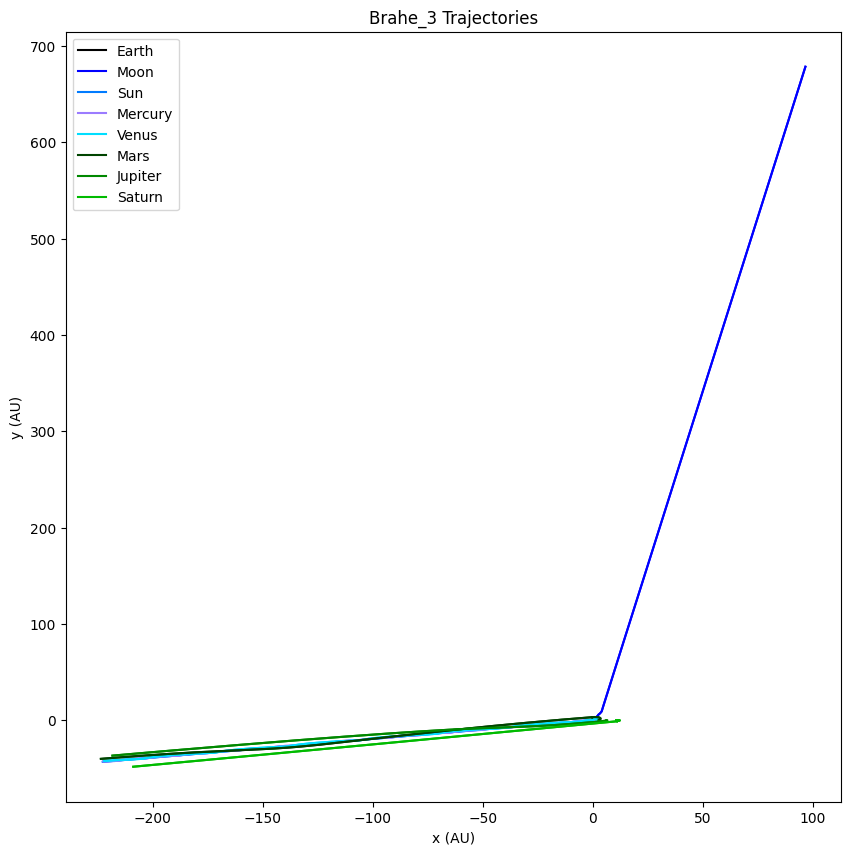 Brahe_3 Trajectories
Earth
Moon
Sun
Mercury
Venus
Mars
Jupiter
Saturn
700
600
500
400
300
200
100
0
y (AU)
−200
−150
−100
−50
0
50
100
x (AU)